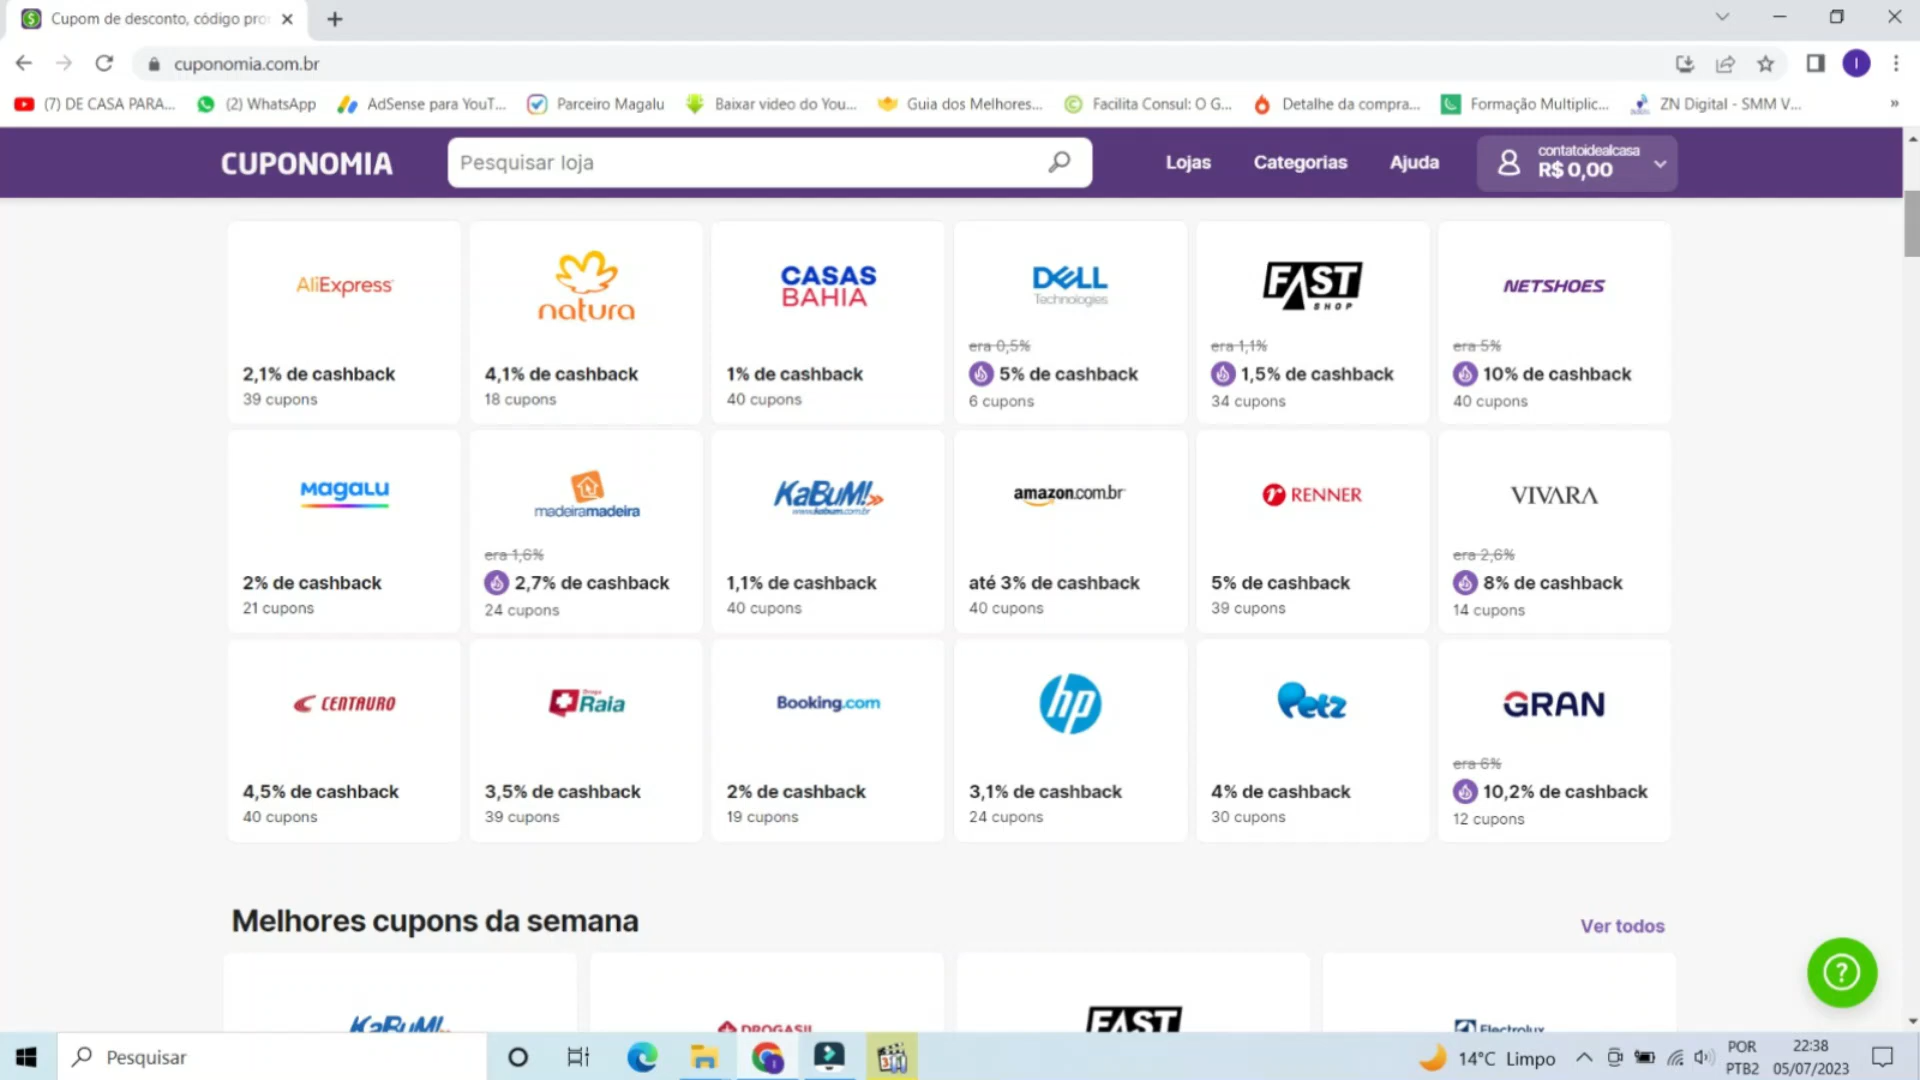 Cupom de desconto, código pro
cuponomia.com.br
(7) DE CASA PARA...
(2) WhatsApp
AdSense para YouT...
Parceiro Magalu
Baixar video do You...
Guia dos Melhores...
Facilita Consul: O G...
Detalhe da compra...
Formação Multiplic...
ZN Digital - SMM V...
CUPONOMIA
Pesquisar loja
Lojas
Categorias
Ajuda
contatoidealcasa
R$ 0,00
AliExpress
2,1% de cashback
39 cupons
natura
4,1% de cashback
18 cupons
CASAS
BAHIA
1% de cashback
40 cupons
DELL
Technologies
era 0,5%
5% de cashback
6 cupons
FAST
SHOP
era 1,1%
1,5% de cashback
34 cupons
NETSHOES
era 5%
10% de cashback
40 cupons
MagaLu
2% de cashback
21 cupons
madeiramadeira
era 1,6%
2,7% de cashback
24 cupons
KaBuM!
www.kabum.com.br
1,1% de cashback
40 cupons
amazon.com.br
até 3% de cashback
40 cupons
RENNER
5% de cashback
39 cupons
VIVARA
era 2,6%
8% de cashback
14 cupons
CENTAURO
4,5% de cashback
40 cupons
Droga
Raia
3,5% de cashback
39 cupons
Booking.com
2% de cashback
19 cupons
hp
3,1% de cashback
24 cupons
Petz
4% de cashback
30 cupons
GRAN
era 6%
10,2% de cashback
12 cupons
Melhores cupons da semana
Ver todos
KaBuM!
DROGASIL
FAST
Electrolux
Pesquisar
14°C Limpo
POR
PTB2
22:38
05/07/2023